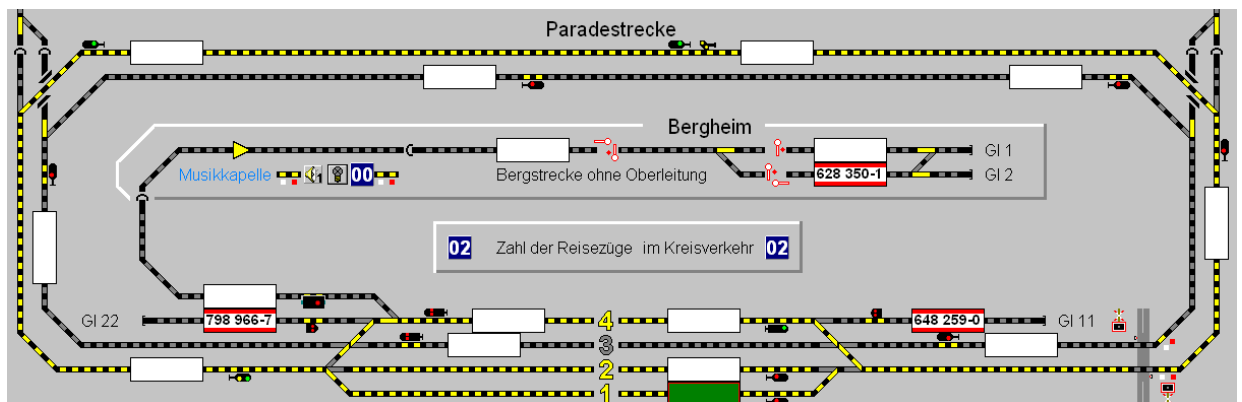 Paradestrecke
Bergheim
Gl 1
Musikkapelle 00
Bergstrecke ohne Oberleitung
628 350-1
Gl 2
02 Zahl der Reisezüge im Kreisverkehr 02
Gl 22
798 966-7
4
648 259-0
Gl 11
3
2
1